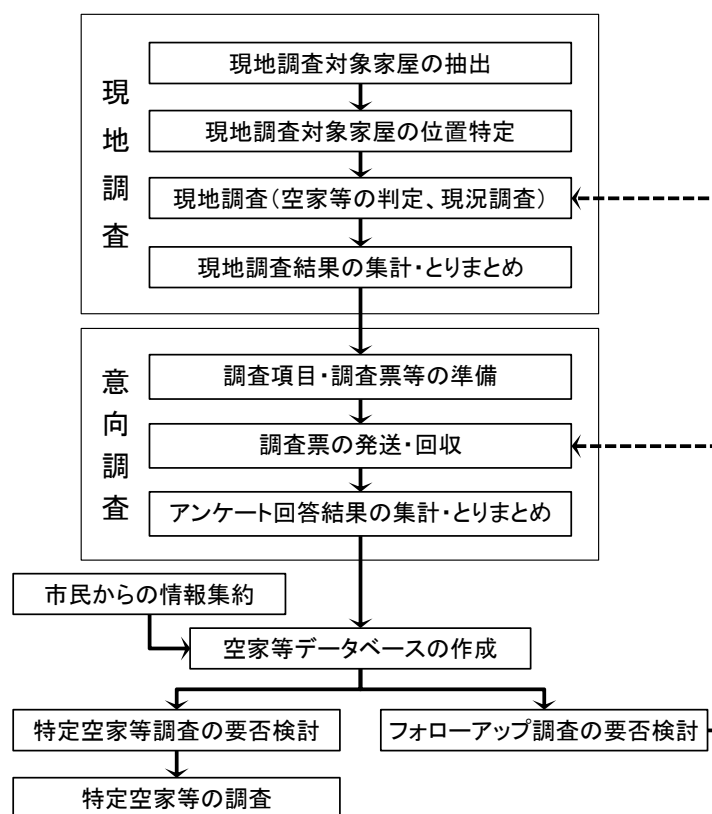 現地調査
現地調査対象家屋の抽出
現地調査対象家屋の位置特定
現地調査(空家等の判定、現況調査)
現地調査結果の集計・とりまとめ
意向調査
調査項目・調査票等の準備
調査票の発送・回収
アンケート回答結果の集計・とりまとめ
市民からの情報集約
空家等データベースの作成
特定空家等調査の要否検討
フォローアップ調査の要否検討
特定空家等の調査